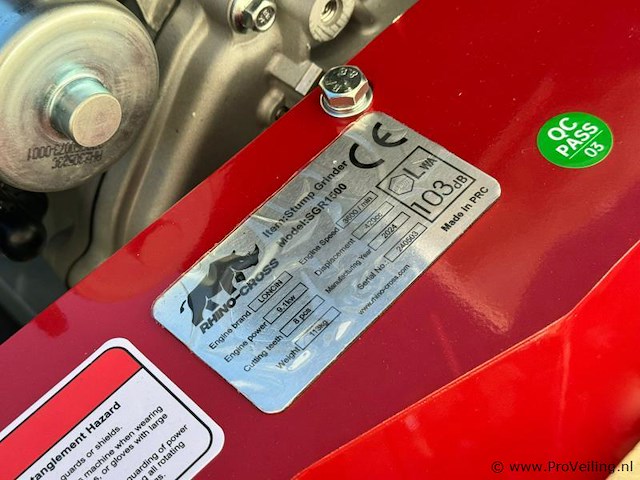 CE
Item:Stump Grinder
Model:SGR1500
LWA
103dB
RHINO-CROSS
Engine brand LONCIN
Engine power 9.1kw
Cutting teeth 8 pcs
Weight 113kg
Engine Speed 3600 /min
Displacement 420cc
Manufacturing Year 2024
Serial No. 240503
www.rhino-cross.com
Made in PRC
QC
PASS
03
tanglement Hazard
guards or shields.
machine when wearing
or gloves with large
guarding of power
all rotating
© www.ProVeiling.nl